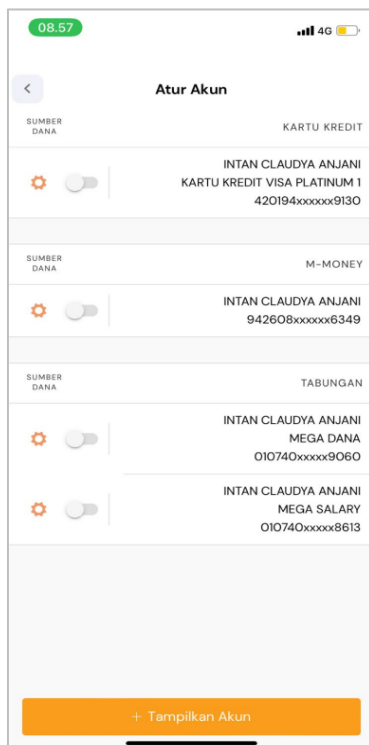 08.57
4G
Atur Akun
SUMBER
DANA
KARTU KREDIT
INTAN CLAUDYA ANJANI
KARTU KREDIT VISA PLATINUM 1
420194xxxxxx9130
SUMBER
DANA
M-MONEY
INTAN CLAUDYA ANJANI
942608xxxxxx6349
SUMBER
DANA
TABUNGAN
INTAN CLAUDYA ANJANI
MEGA DANA
010740xxxxx9060
INTAN CLAUDYA ANJANI
MEGA SALARY
010740xxxxx8613
+ Tampilkan Akun